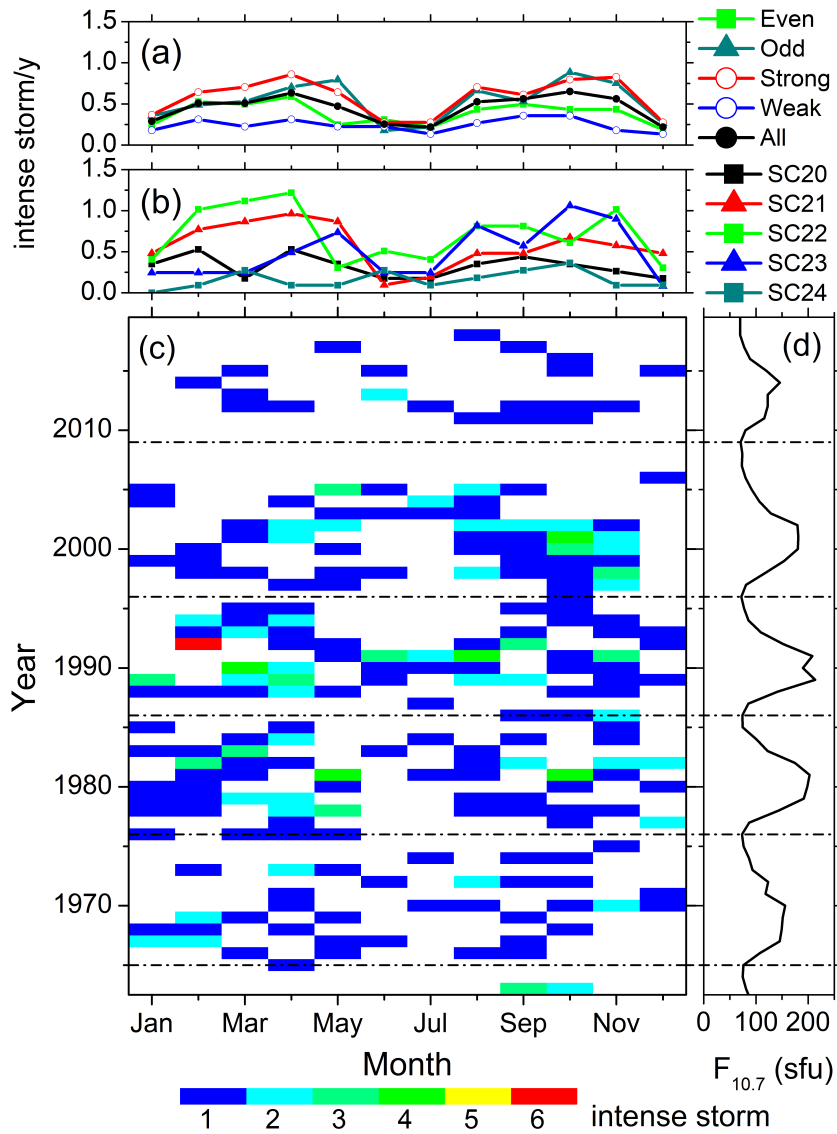 (a)
intense storm/y
1.5
1.0
0.5
0.0
Even
Odd
Strong
Weak
All
(b)
1.5
1.0
0.5
0.0
SC20
SC21
SC22
SC23
SC24
(c)
(d)
Year
2010
2000
1990
1980
1970
Jan Mar May Jul Sep Nov
0 100 200
Month
F10.7 (sfu)
1 2 3 4 5 6 intense storm